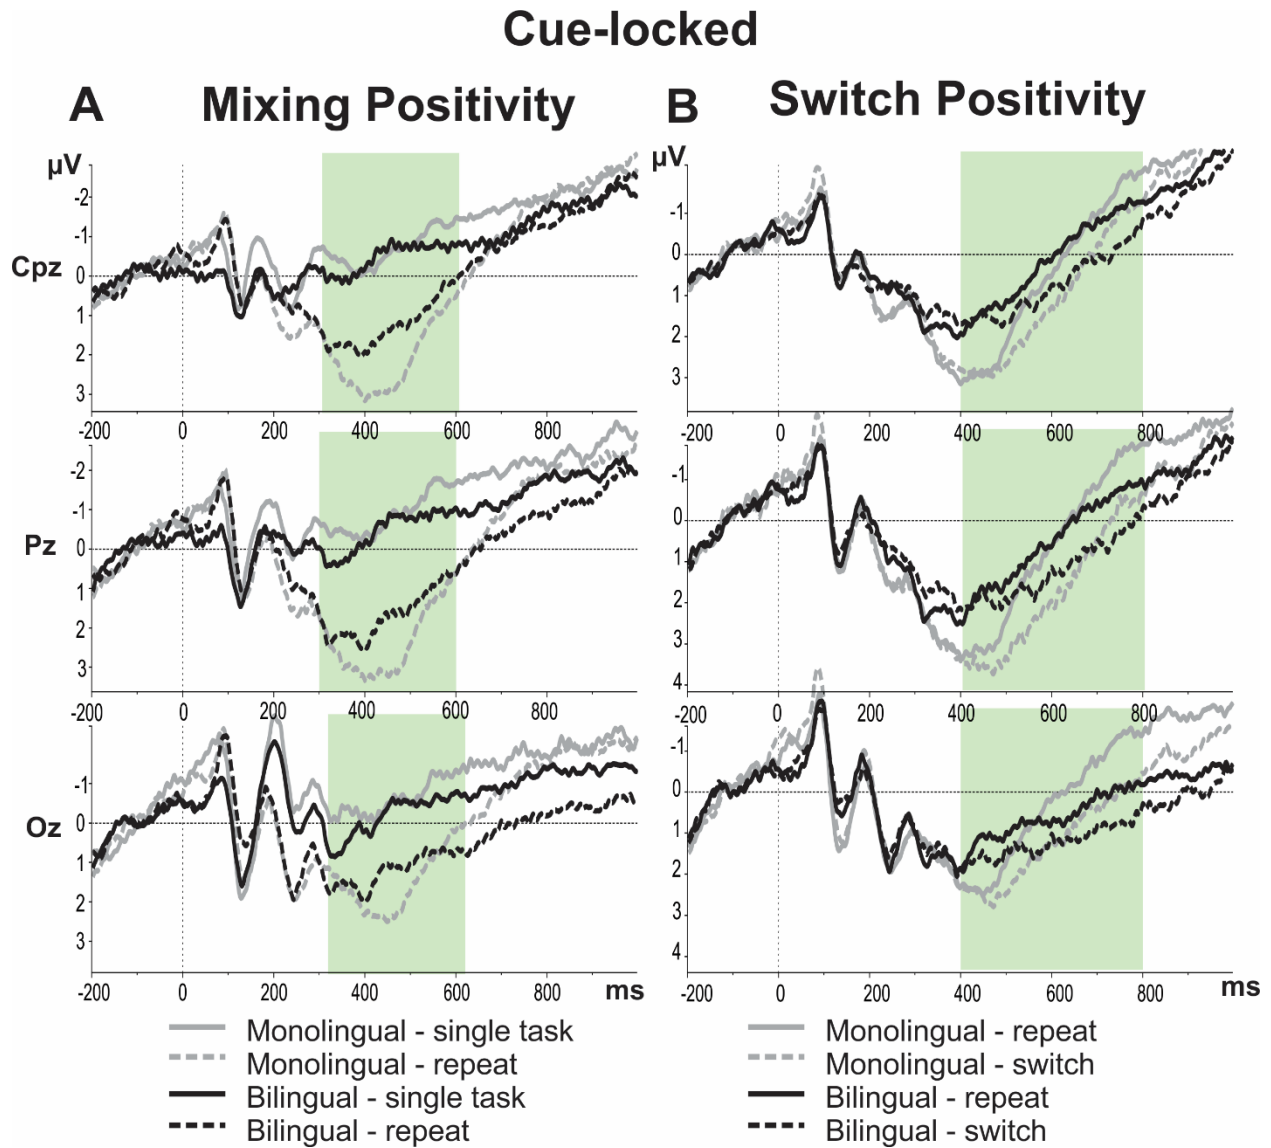 Cue-locked
A Mixing Positivity
B Switch Positivity
µV
-2
-1
Cpz 0
1
2
3
-200 0 200 400 600 800
-2
-1
Pz 0
1
2
3
-200 0 200 400 600 800
-1
Oz 0
1
2
3
-200 0 200 400 600 800 ms
Monolingual - single task
Monolingual - repeat
Bilingual - single task
Bilingual - repeat
µV
-1
0
1
2
3
-200 0 200 400 600 800
-1
0
1
2
3
4
-200 0 200 400 600 800
-1
0
1
2
3
4
-200 0 200 400 600 800 ms
Monolingual - repeat
Monolingual - switch
Bilingual - repeat
Bilingual - switch